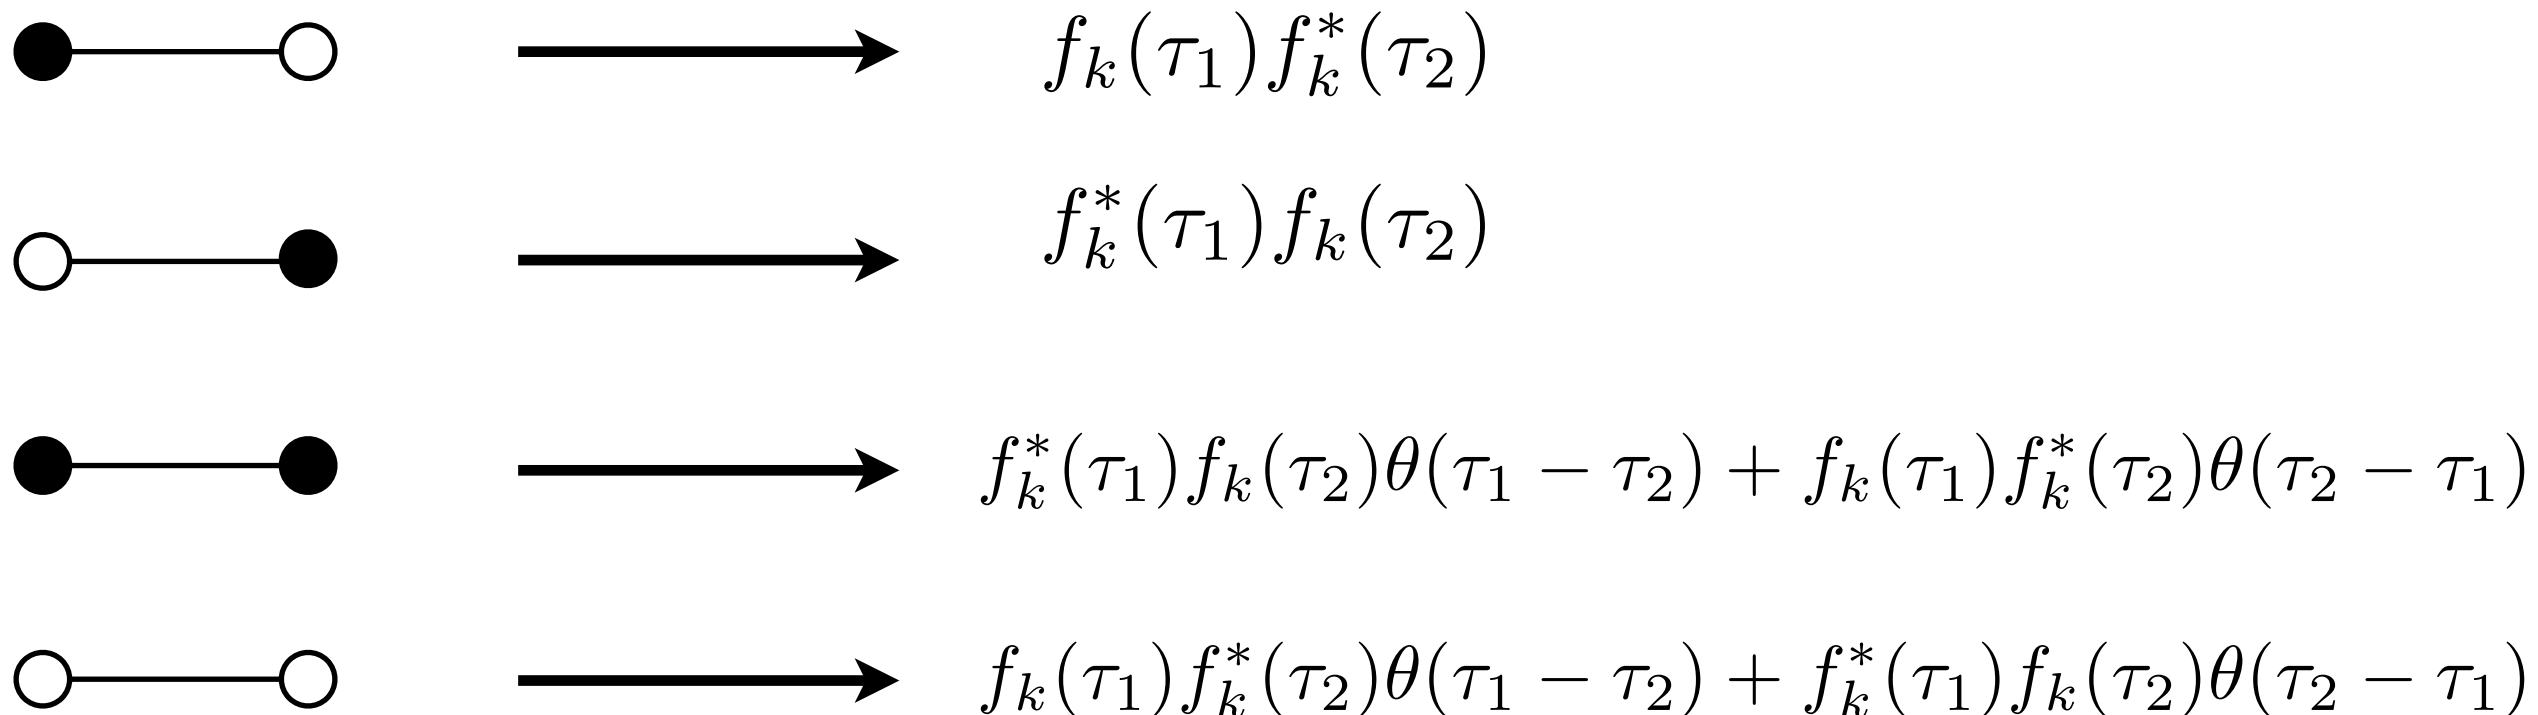 f_k(τ_1)f_k^*(τ_2)
f_k^*(τ_1)f_k(τ_2)
f_k^*(τ_1)f_k(τ_2)θ(τ_1 − τ_2) + f_k(τ_1)f_k^*(τ_2)θ(τ_2 − τ_1)
f_k(τ_1)f_k^*(τ_2)θ(τ_1 − τ_2) + f_k^*(τ_1)f_k(τ_2)θ(τ_2 − τ_1)